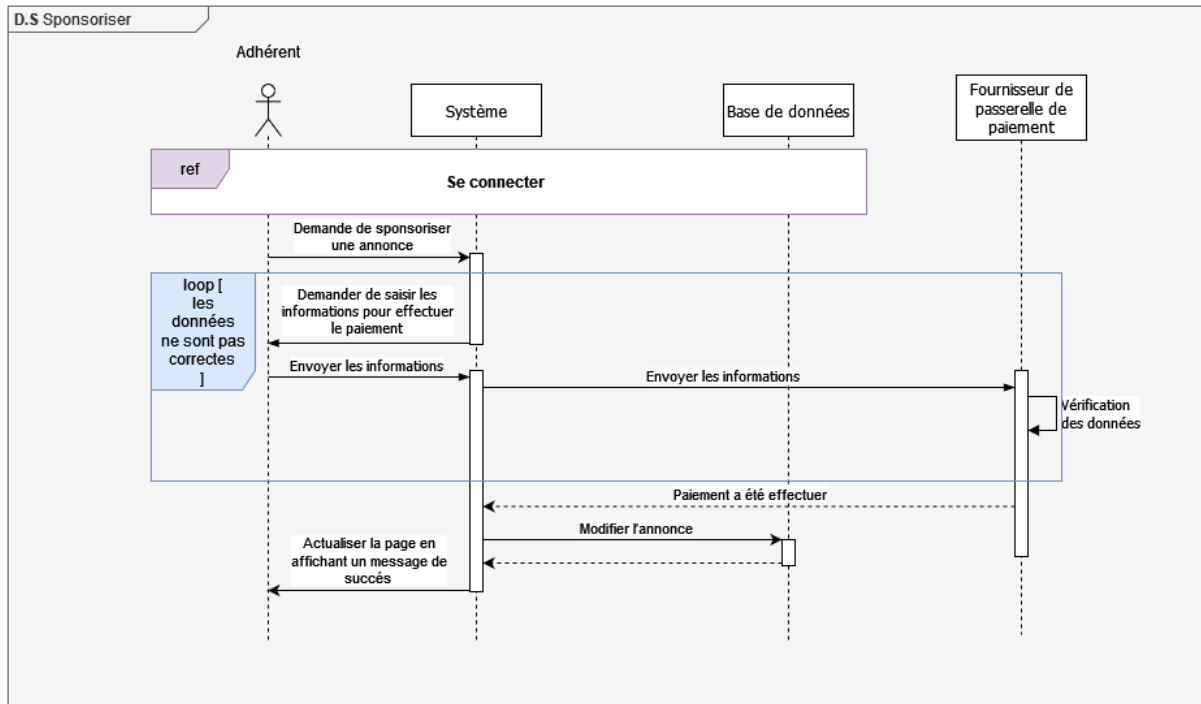 D.S Sponsoriser
Adhérent
Système
Base de données
Fournisseur de
passerelle de
paiement
ref
Se connecter
Demande de sponsoriser
une annonce
loop [
les
données
ne sont pas
correctes
]
Demander de saisir les
informations pour effectuer
le paiement
Envoyer les informations
Envoyer les informations
Vérification
des données
Paiement a été effectuer
Modifier l'annonce
Actualiser la page en
affichant un message de
succés